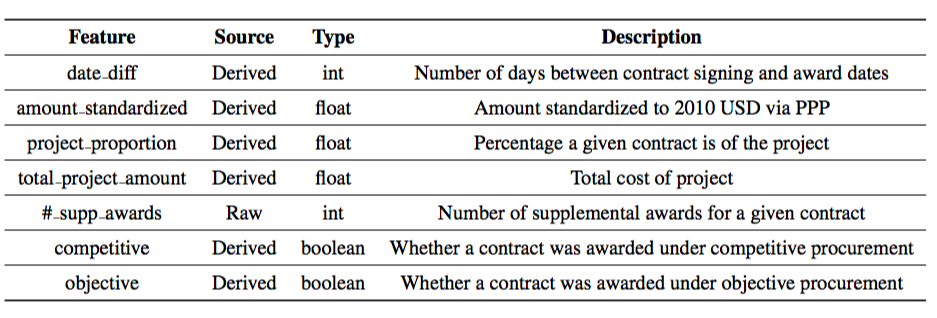 Feature Source Type Description
date_diff Derived int Number of days between contract signing and award dates
amount_standardized Derived float Amount standardized to 2010 USD via PPP
project_proportion Derived float Percentage a given contract is of the project
total_project_amount Derived float Total cost of project
#_supp_awards Raw int Number of supplemental awards for a given contract
competitive Derived boolean Whether a contract was awarded under competitive procurement
objective Derived boolean Whether a contract was awarded under objective procurement